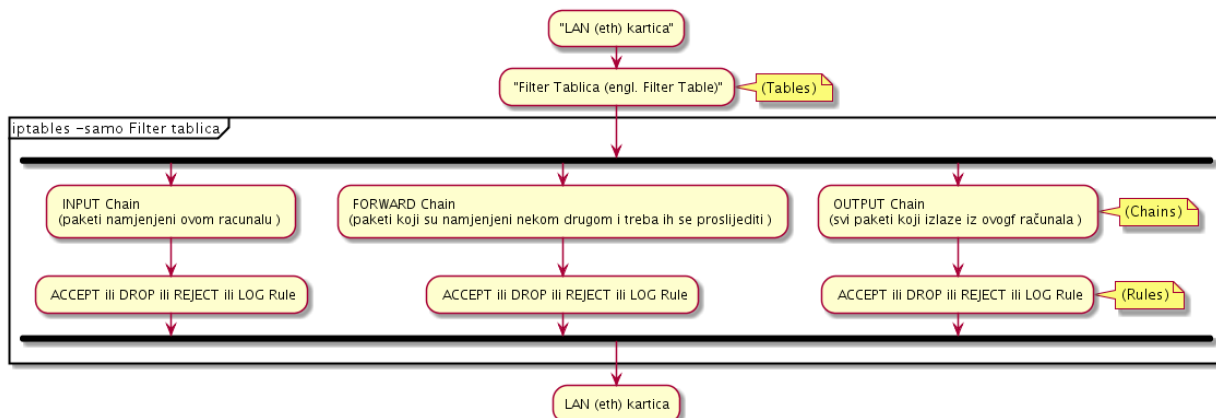 "LAN (eth) kartica"
"Filter Tablica (engl. Filter Table)"
(Tables)
iptables -samo Filter tablica
INPUT Chain
(paketi namjenjeni ovom racunalu )
FORWARD Chain
(paketi koji su namjenjeni nekom drugom i treba ih se proslijediti )
OUTPUT Chain
(svi paketi koji izlaze iz ovogf računala )
(Chains)
ACCEPT ili DROP ili REJECT ili LOG Rule
ACCEPT ili DROP ili REJECT ili LOG Rule
ACCEPT ili DROP ili REJECT ili LOG Rule
(Rules)
LAN (eth) kartica